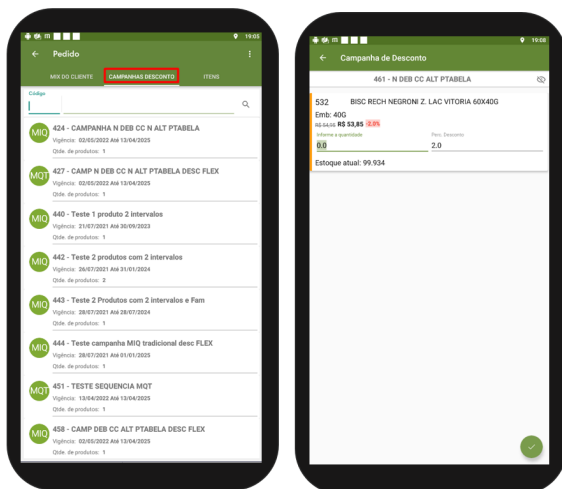 19:05
Pedido
MIX DO CLIENTE CAMPANHAS DESCONTO ITENS
Código
MIQ 424 - CAMPANHA N DEB CC N ALT PTABELA
Vigência: 02/05/2022 Até 13/04/2025
Qtde. de produtos: 1
MQT 427 - CAMP N DEB CC N ALT PTABELA DESC FLEX
Vigência: 02/05/2022 Até 13/04/2025
Qtde. de produtos: 1
MIQ 440 - Teste 1 produto 2 intervalos
Vigência: 21/07/2021 Até 30/09/2023
Qtde. de produtos: 1
MIQ 442 - Teste 2 produtos com 2 intervalos
Vigência: 26/07/2021 Até 31/01/2024
Qtde. de produtos: 2
MIQ 443 - Teste 2 Produtos com 2 intervalos e Fam
Vigência: 28/07/2021 Até 28/07/2024
Qtde. de produtos: 1
MIQ 444 - Teste campanha MIQ tradicional desc FLEX
Vigência: 28/07/2021 Até 01/01/2025
Qtde. de produtos: 1
MQT 451 - TESTE SEQUENCIA MQT
Vigência: 13/04/2022 Até 13/04/2025
Qtde. de produtos: 1
MIQ 458 - CAMP DEB CC ALT PTABELA DESC FLEX
Vigência: 02/05/2022 Até 13/04/2025
Qtde. de produtos: 1
19:08
Campanha de Desconto
461 - N DEB CC ALT PTABELA
532 BISC RECH NEGRONI Z. LAC VITORIA 60X40G
Emb: 40G
R$ 54,95 R$ 53,85 -2.0%
Informe a quantidade Perc. Desconto
0.0 2.0
Estoque atual: 99.934